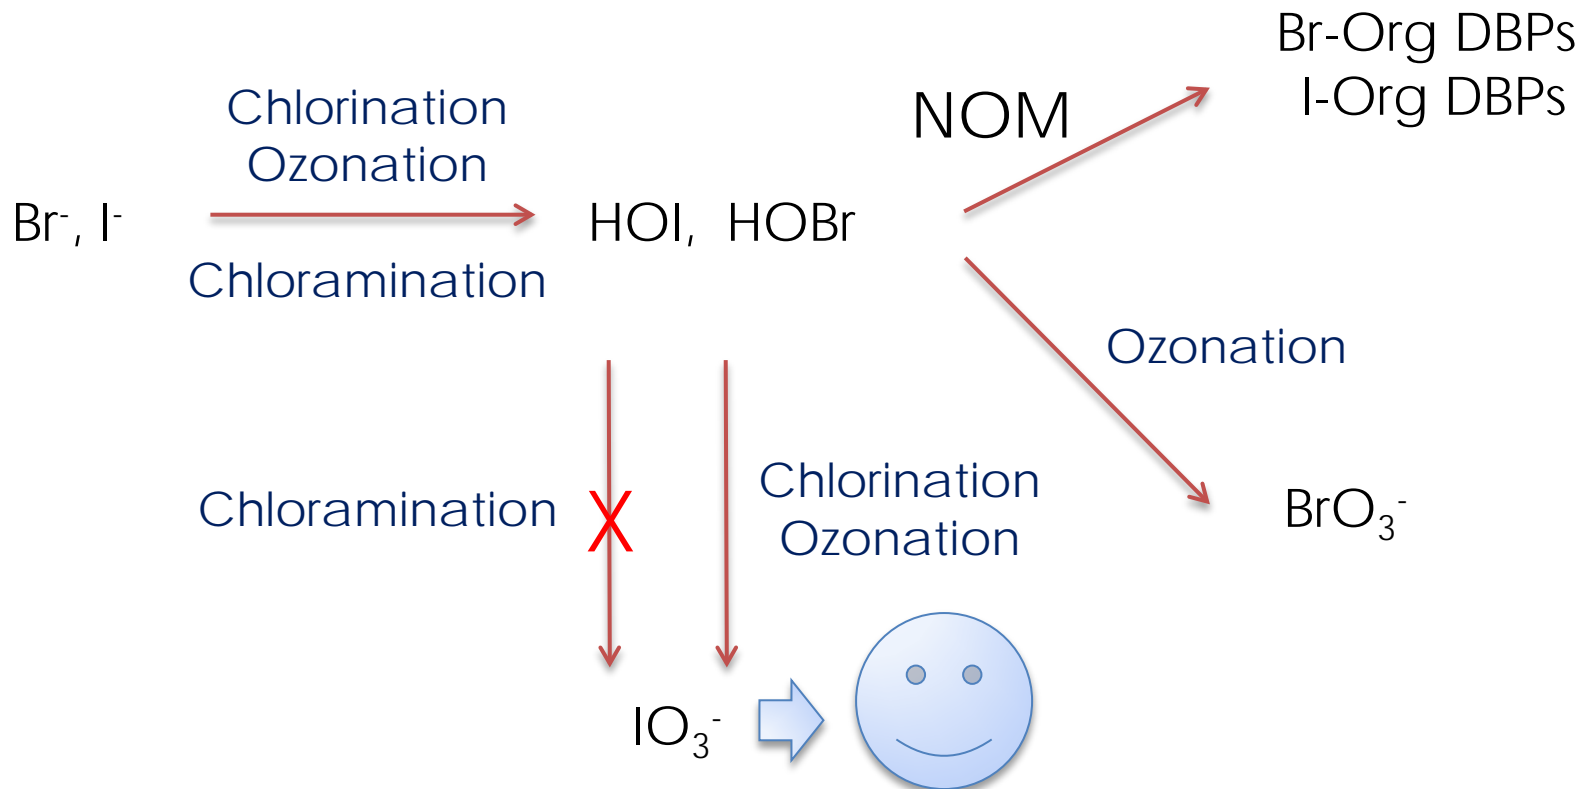 Br-Org DBPs
I-Org DBPs
NOM
Chlorination
Ozonation
Br⁻, I⁻
HOI, HOBr
Chloramination
Ozonation
Chloramination
X
Chlorination
Ozonation
BrO₃⁻
IO₃⁻